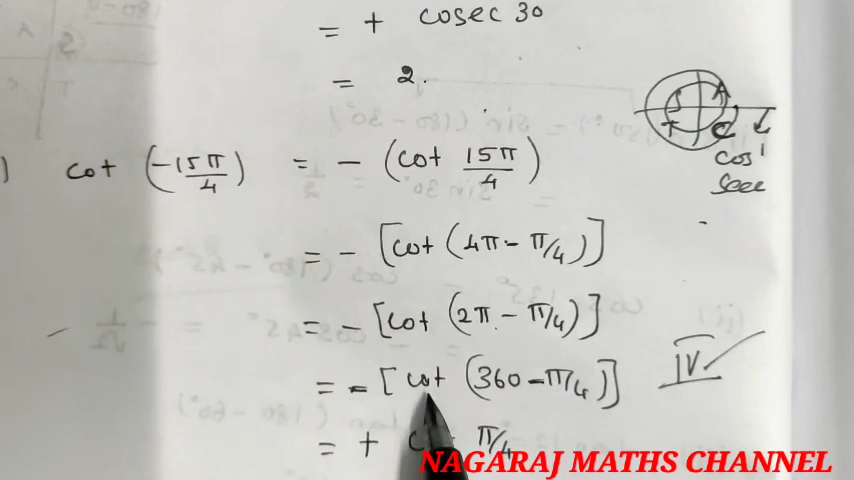 = + cosec 30
= 2.
S A
T C
cos
) cot (-15π/4) = - (cot 15π/4)
= - [cot (4π - π/4)]
= - [cot (2π - π/4)]
= - [cot (360 - π/4)] IV ✓
= + π/4
NAGARAJ MATHS CHANNEL